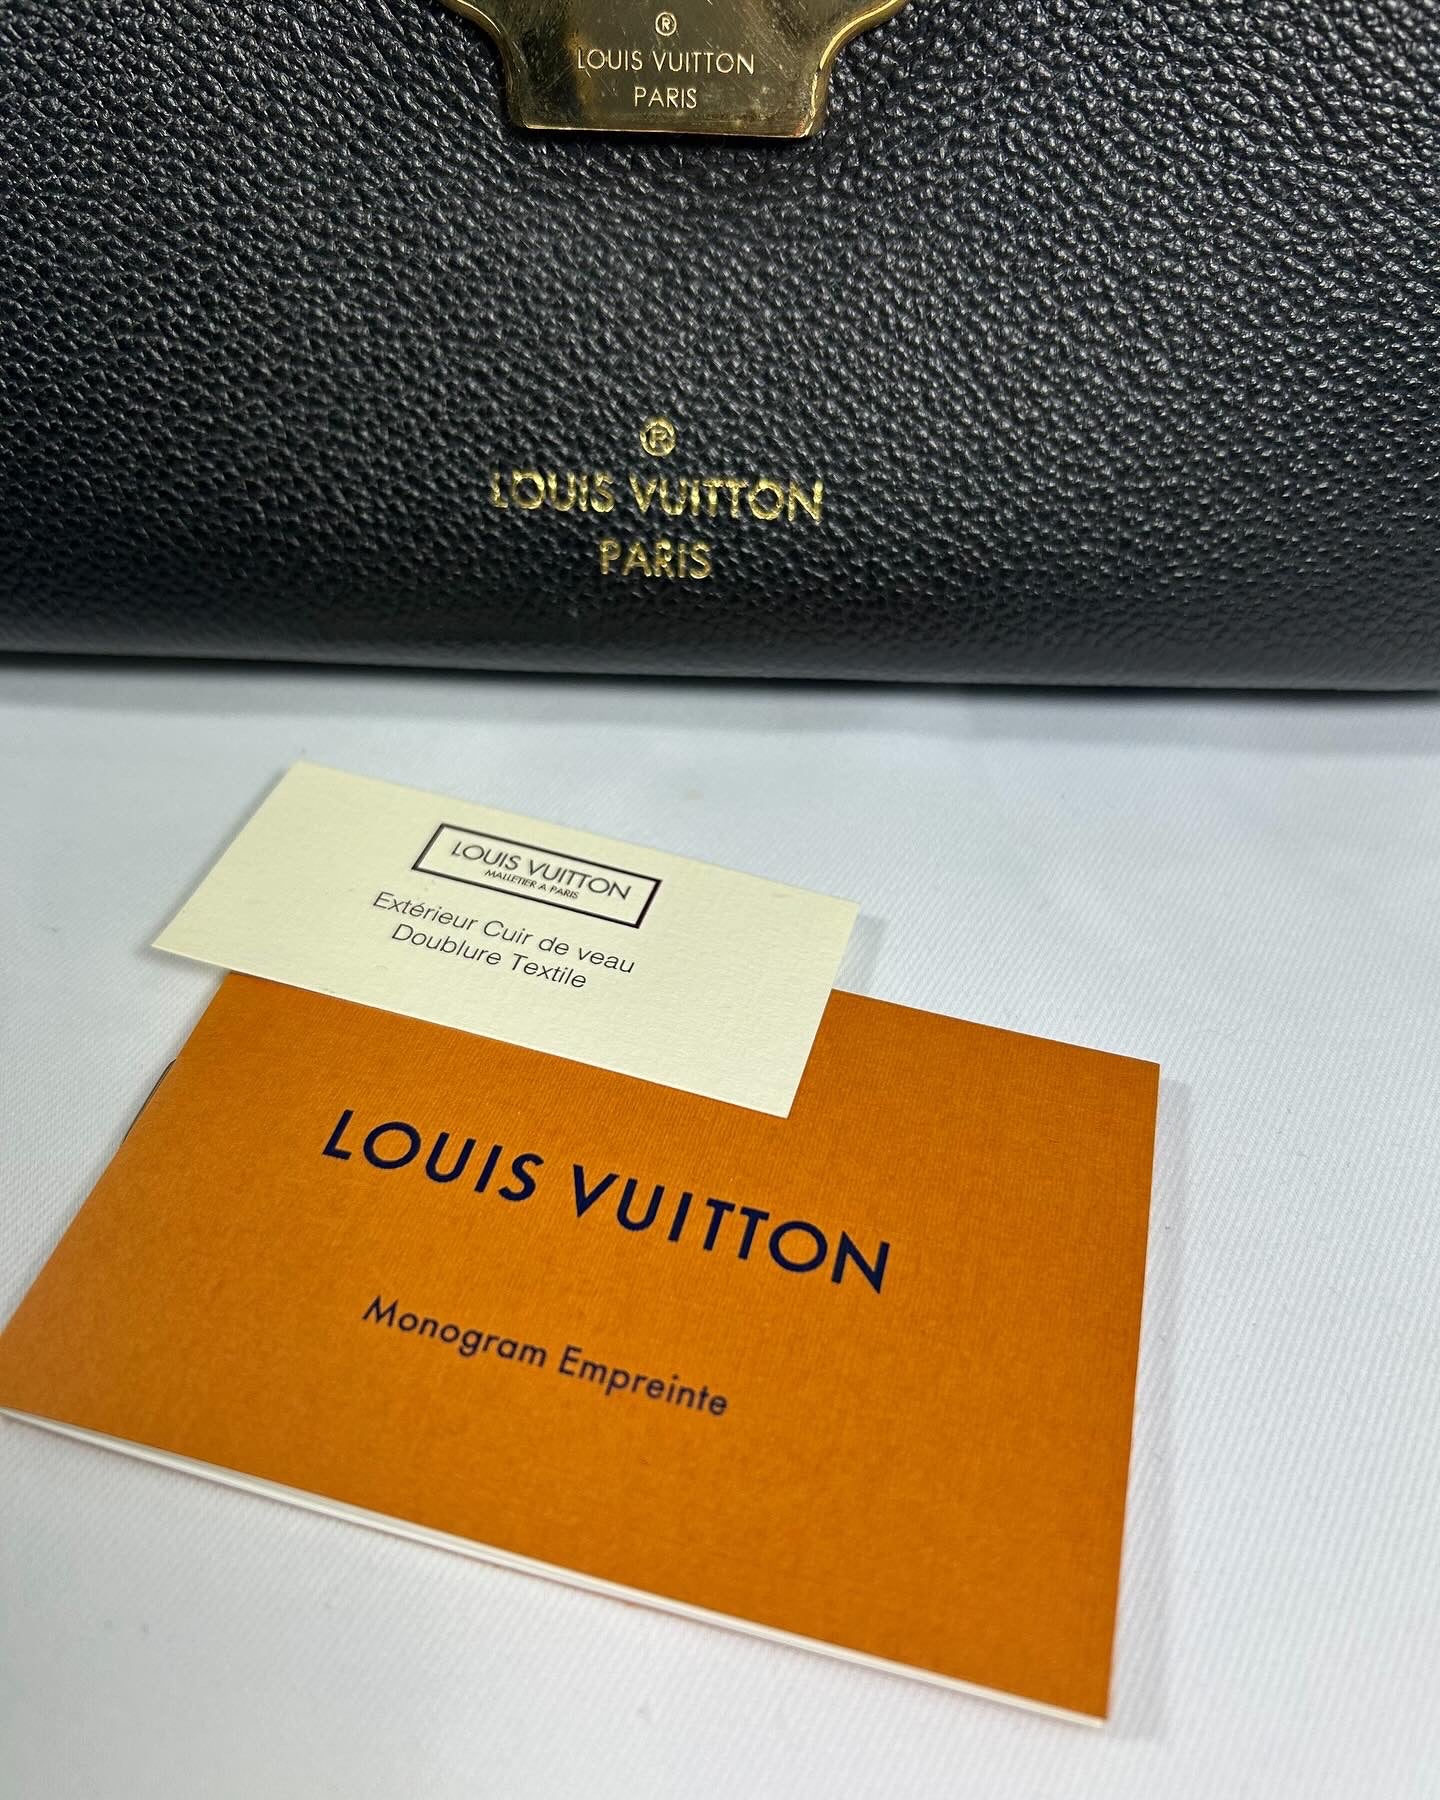 ®
LOUIS VUITTON
PARIS
®
LOUIS VUITTON
PARIS
LOUIS VUITTON
MALLETIER A PARIS
Extérieur Cuir de veau
Doublure Textile
LOUIS VUITTON
Monogram Empreinte